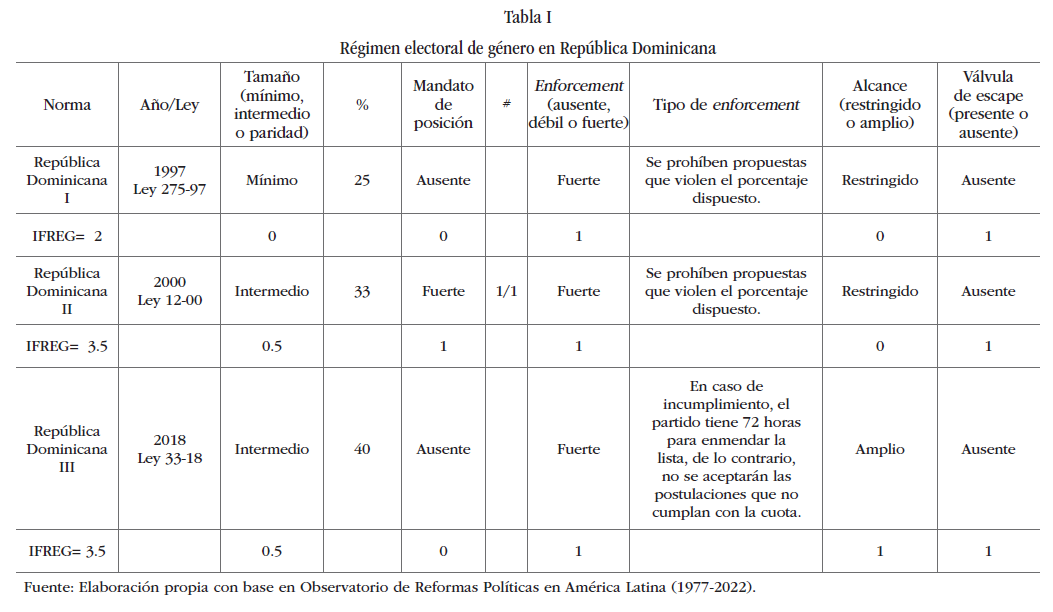 Tabla I
Régimen electoral de género en República Dominicana
Norma
Año/Ley
Tamaño
(mínimo,
intermedio
o paridad)
%
Mandato
de
posición
#
Enforcement
(ausente,
débil o fuerte)
Tipo de enforcement
Alcance
(restringido
o amplio)
Válvula
de escape
(presente o
ausente)
República
Dominicana
I
1997
Ley 275-97
Mínimo
25
Ausente
Fuerte
Se prohíben propuestas
que violen el porcentaje
dispuesto.
Restringido
Ausente
IFREG= 2
0
0
1
0
1
República
Dominicana
II
2000
Ley 12-00
Intermedio
33
Fuerte
1/1
Fuerte
Se prohíben propuestas
que violen el porcentaje
dispuesto.
Restringido
Ausente
IFREG= 3.5
0.5
1
1
0
1
República
Dominicana
III
2018
Ley 33-18
Intermedio
40
Ausente
Fuerte
En caso de
incumplimiento, el
partido tiene 72 horas
para enmendar la
lista, de lo contrario,
no se aceptarán las
postulaciones que no
cumplan con la cuota.
Amplio
Ausente
IFREG= 3.5
0.5
0
1
1
1
Fuente: Elaboración propia con base en Observatorio de Reformas Políticas en América Latina (1977-2022).